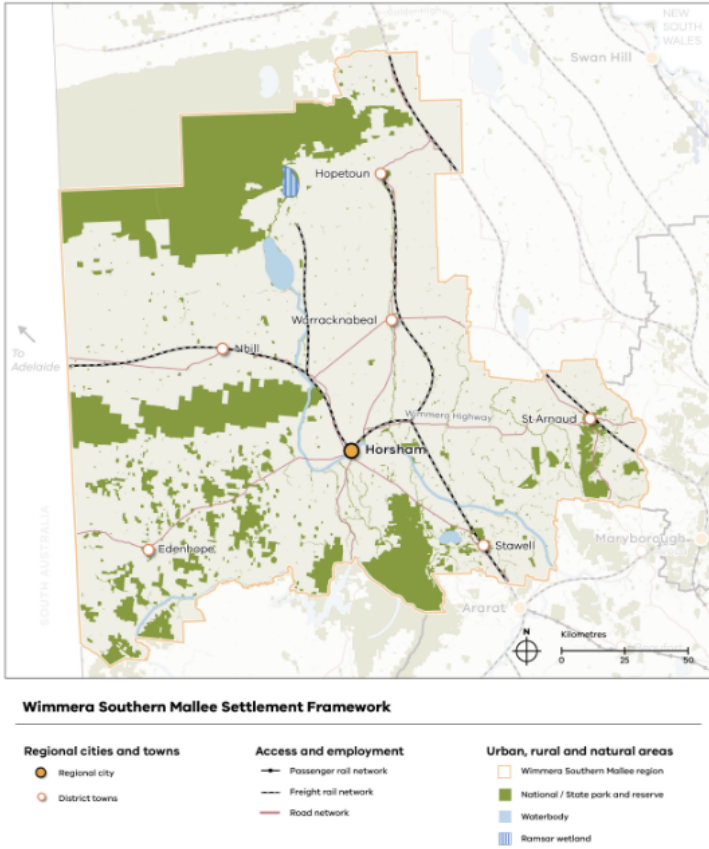 NEW
SOUTH
WALES
Swan Hill
Hopetoun
Warracknabeal
To
Adelaide
Nhill
Wimmera Highway
St Arnaud
Horsham
SOUTH AUSTRALIA
Edenhope
Stawell
Maryborough
Ararat
N
Kilometres
0 25 50
Wimmera Southern Mallee Settlement Framework
Regional cities and towns
Regional city
District towns
Access and employment
Passenger rail network
Freight rail network
Road network
Urban, rural and natural areas
Wimmera Southern Mallee region
National / State park and reserve
Waterbody
Ramsar wetland